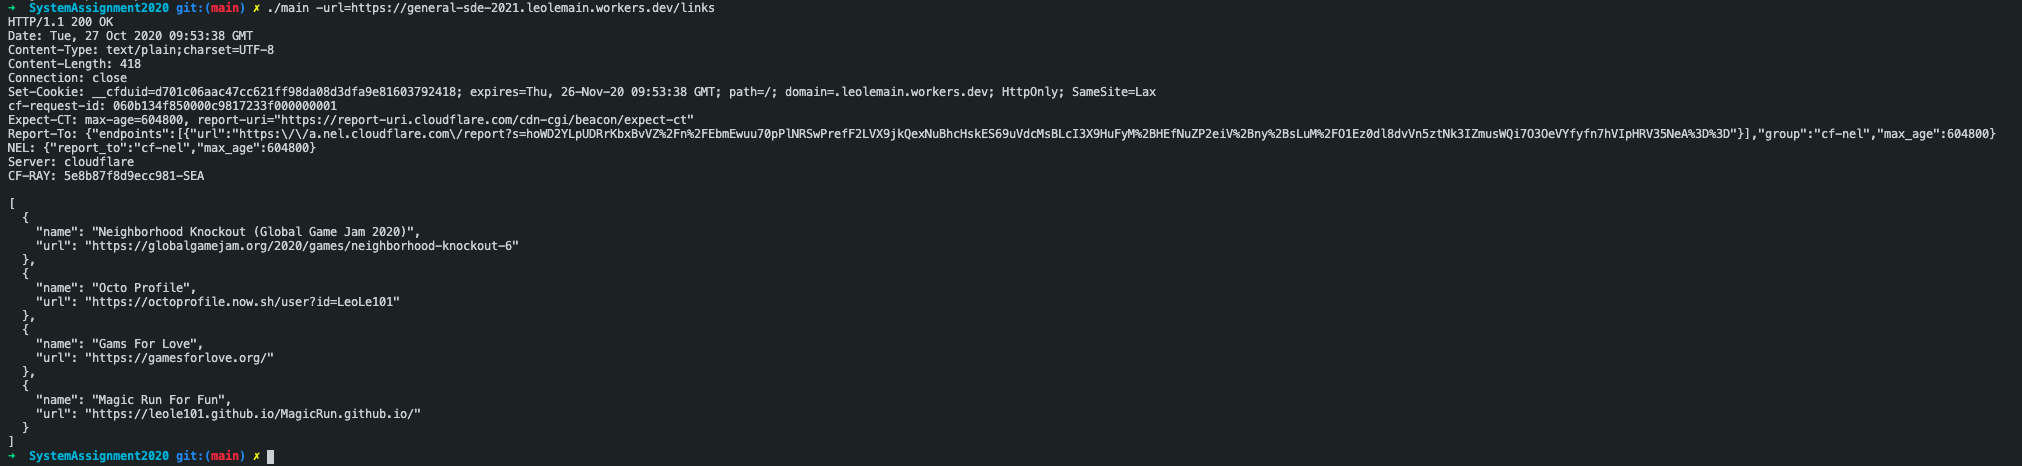 ➜  SystemAssignment2020 git:(main) ✗ ./main -url=https://general-sde-2021.leolemain.workers.dev/links
HTTP/1.1 200 OK
Date: Tue, 27 Oct 2020 09:53:38 GMT
Content-Type: text/plain;charset=UTF-8
Content-Length: 418
Connection: close
Set-Cookie: __cfduid=d701c06aac47cc621ff98da08d3dfa9e81603792418; expires=Thu, 26-Nov-20 09:53:38 GMT; path=/; domain=.leolemain.workers.dev; HttpOnly; SameSite=Lax
cf-request-id: 060b134f850000c9817233f000000001
Expect-CT: max-age=604800, report-uri="https://report-uri.cloudflare.com/cdn-cgi/beacon/expect-ct"
Report-To: {"endpoints":[{"url":"https:\/\/a.nel.cloudflare.com\/report?s=hoWD2YLpUDRrKbxBvVZ%2Fn%2FEbmEwuu70pPlNRSwPrefF2LVX9jkQexNuBhcHskES69uVdcMsBLcI3X9HuFyM%2BHEfNuZP2eiV%2Bny%2BsLuM%2FO1Ez0dl8dvVn5ztNk3IZmusWQi7O3OeVYfyfn7hVIpHRV35NeA%3D%3D"}],"group":"cf-nel","max_age":604800}
NEL: {"report_to":"cf-nel","max_age":604800}
Server: cloudflare
CF-RAY: 5e8b87f8d9ecc981-SEA
[
  {
    "name": "Neighborhood Knockout (Global Game Jam 2020)",
    "url": "https://globalgamejam.org/2020/games/neighborhood-knockout-6"
  },
  {
    "name": "Octo Profile",
    "url": "https://octoprofile.now.sh/user?id=LeoLe101"
  },
  {
    "name": "Gams For Love",
    "url": "https://gamesforlove.org/"
  },
  {
    "name": "Magic Run For Fun",
    "url": "https://leole101.github.io/MagicRun.github.io/"
  }
]
➜  SystemAssignment2020 git:(main) ✗